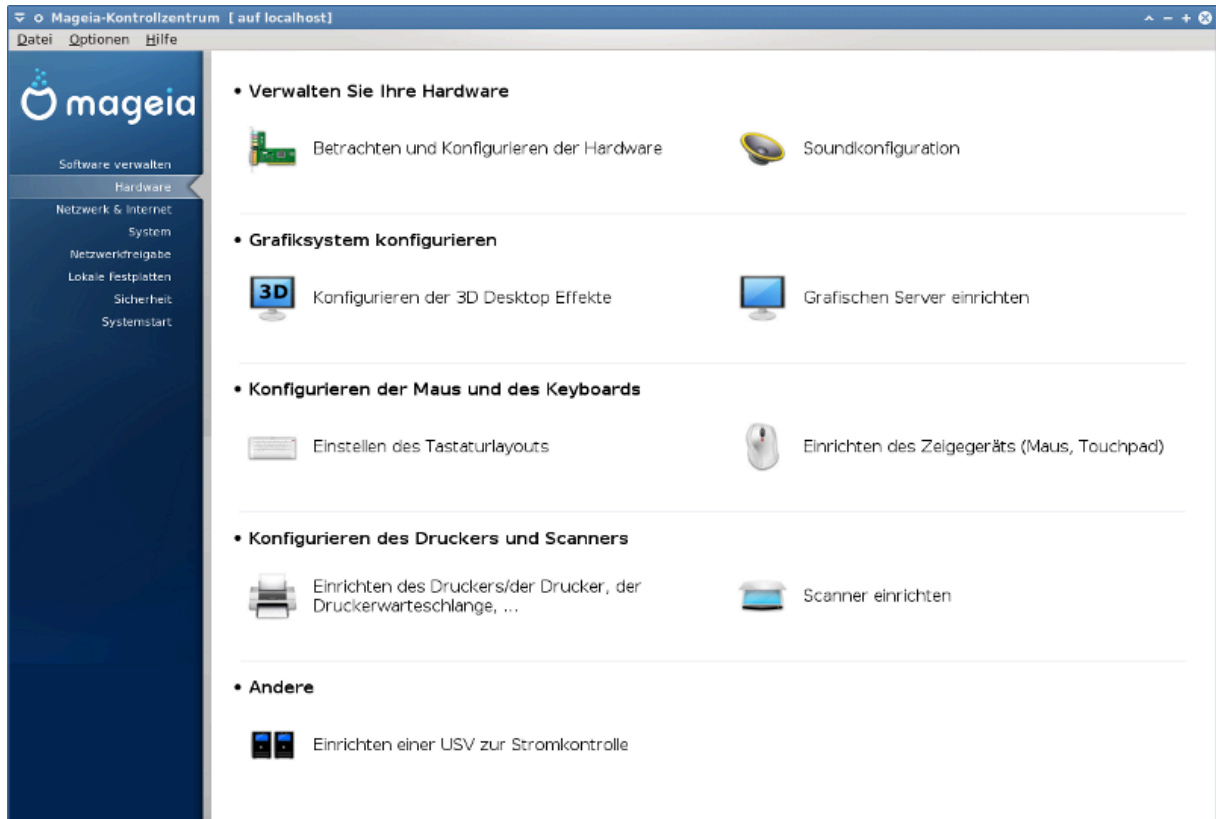 Mageia-Kontrollzentrum [ auf localhost]
Datei Optionen Hilfe
mageia
Software verwalten
Hardware
Netzwerk & Internet
System
Netzwerkfreigabe
Lokale Festplatten
Sicherheit
Systemstart
• Verwalten Sie Ihre Hardware
Betrachten und Konfigurieren der Hardware
Soundkonfiguration
• Grafiksystem konfigurieren
3D
Konfigurieren der 3D Desktop Effekte
Grafischen Server einrichten
• Konfigurieren der Maus und des Keyboards
Einstellen des Tastaturlayouts
Einrichten des Zeigegeräts (Maus, Touchpad)
• Konfigurieren des Druckers und Scanners
Einrichten des Druckers/der Drucker, der
Druckerwarteschlange, ...
Scanner einrichten
• Andere
Einrichten einer USV zur Stromkontrolle